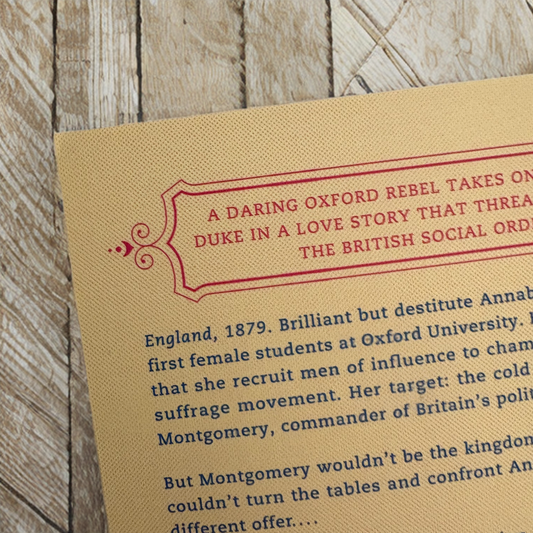 A DARING OXFORD REBEL TAKES ON
DUKE IN A LOVE STORY THAT THREA
THE BRITISH SOCIAL ORD
England, 1879. Brilliant but destitute Annab
first female students at Oxford University.
that she recruit men of influence to cham
suffrage movement. Her target: the cold
Montgomery, commander of Britain's polit
But Montgomery wouldn't be the kingdom
couldn't turn the tables and confront An
different offer....